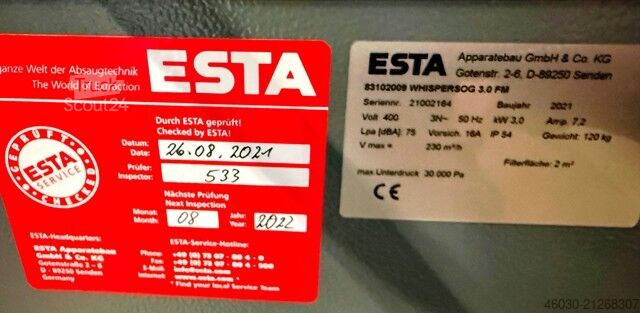 ganze Welt der Absaugtechnik
The World of Extraction
ESTA
Durch ESTA geprüft!
Checked by ESTA!
GEPRÜFT
ESTA
SERVICE
CHECKED
Datum:
Date:
26.08.2021
Prüfer:
Inspector:
533
Nächste Prüfung
Next Inspection
Monat:
Month:
08
Jahr:
Year:
2022
ESTA-Headquarters:
ESTA Apparatebau
GmbH & Co. KG
Gotenstraße 2-6
D - 89250 Senden
Germany
ESTA-Service-Hotline:
Phone:
Fax:
E-Mail:
Internet:
*your local Service Team
ESTA
Apparatebau GmbH & Co. KG
Gotenstr. 2-6, D-89250 Senden
83102009 WHISPERSOG 3.0 FM
Seriennr. 21002164 Baujahr 2021
Volt 400 3N~ 50 Hz kW 3.0 Amp. 7,2
Lpa [dBA]: 75 Vorsich. 16A IP 54 Gewicht: 120 kg
V max = 230 m³/h
Filterfläche: 2 m²
max Unterdruck 30.000 Pa
CE
Truck
Scout24
46030-21268307